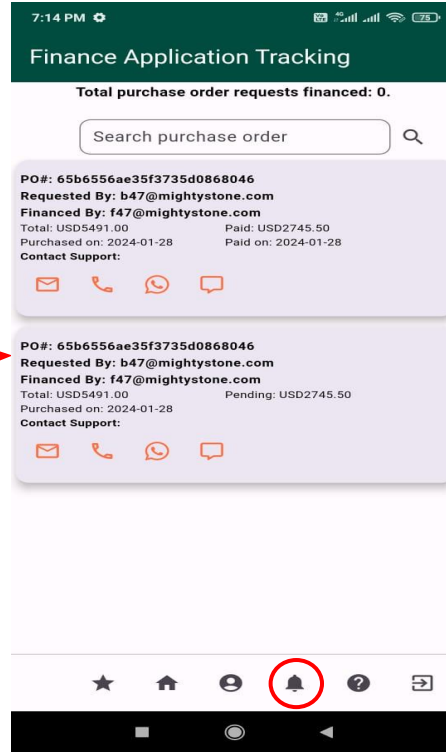 7:14 PM 4G 75
Finance Application Tracking
Total purchase order requests financed: 0.
Search purchase order
PO#: 65b6556ae35f3735d0868046
Requested By: b47@mightystone.com
Financed By: f47@mightystone.com
Total: USD5491.00 Paid: USD2745.50
Purchased on: 2024-01-28 Paid on: 2024-01-28
Contact Support:
PO#: 65b6556ae35f3735d0868046
Requested By: b47@mightystone.com
Financed By: f47@mightystone.com
Total: USD5491.00 Pending: USD2745.50
Purchased on: 2024-01-28
Contact Support: